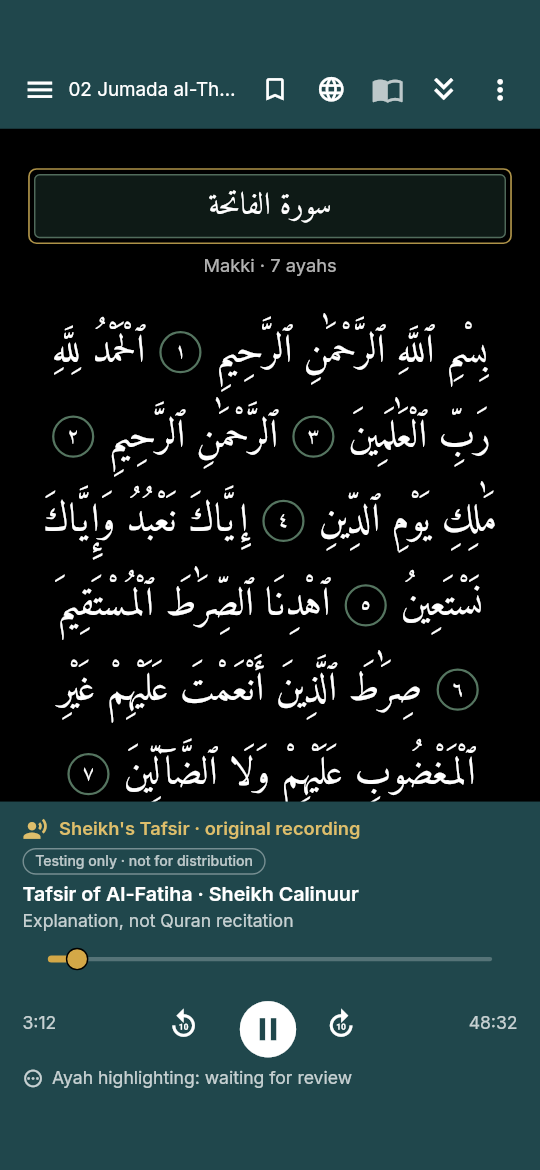 02 Jumada al-Th...
سورة الفاتحة
Makki · 7 ayahs
بِسْمِ ٱللَّهِ ٱلرَّحْمَٰنِ ٱلرَّحِيمِ ١ ٱلْحَمْدُ لِلَّهِ
رَبِّ ٱلْعَٰلَمِينَ ٣ ٱلرَّحْمَٰنِ ٱلرَّحِيمِ ٢
مَٰلِكِ يَوْمِ ٱلدِّينِ ٤ إِيَّاكَ نَعْبُدُ وَإِيَّاكَ
نَسْتَعِينُ ٥ ٱهْدِنَا ٱلصِّرَٰطَ ٱلْمُسْتَقِيمَ
٦ صِرَٰطَ ٱلَّذِينَ أَنْعَمْتَ عَلَيْهِمْ غَيْرِ
ٱلْمَغْضُوبِ عَلَيْهِمْ وَلَا ٱلضَّآلِّينَ ٧
Sheikh's Tafsir · original recording
Testing only · not for distribution
Tafsir of Al-Fatiha · Sheikh Calinuur
Explanation, not Quran recitation
3:12 10 10 48:32
Ayah highlighting: waiting for review